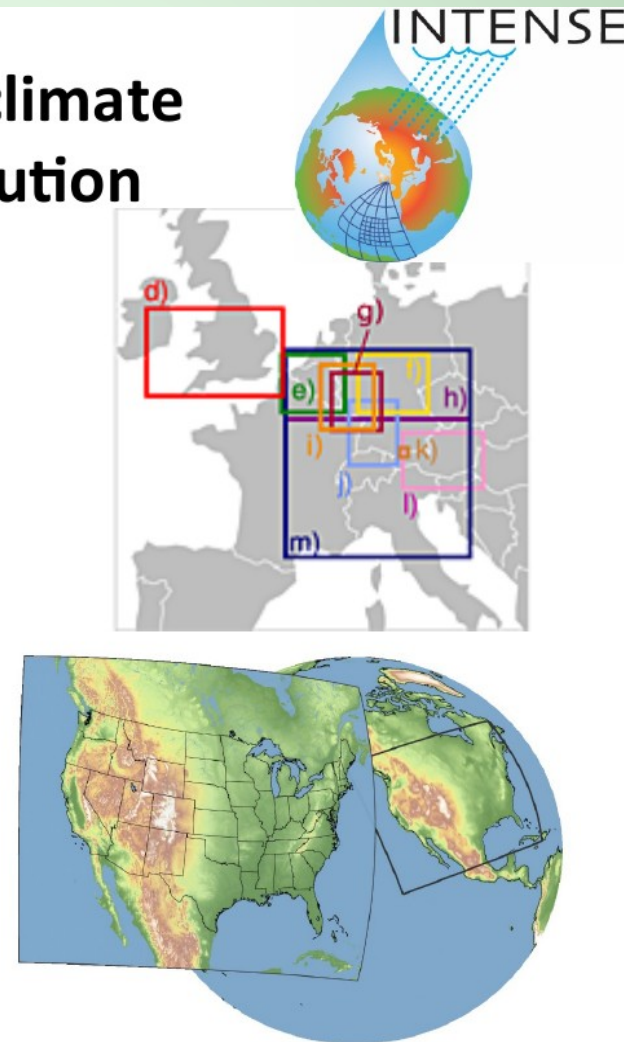 INTENSE
climate
ution
d)
g)
e)
f)
h)
i)
k)
j)
l)
m)